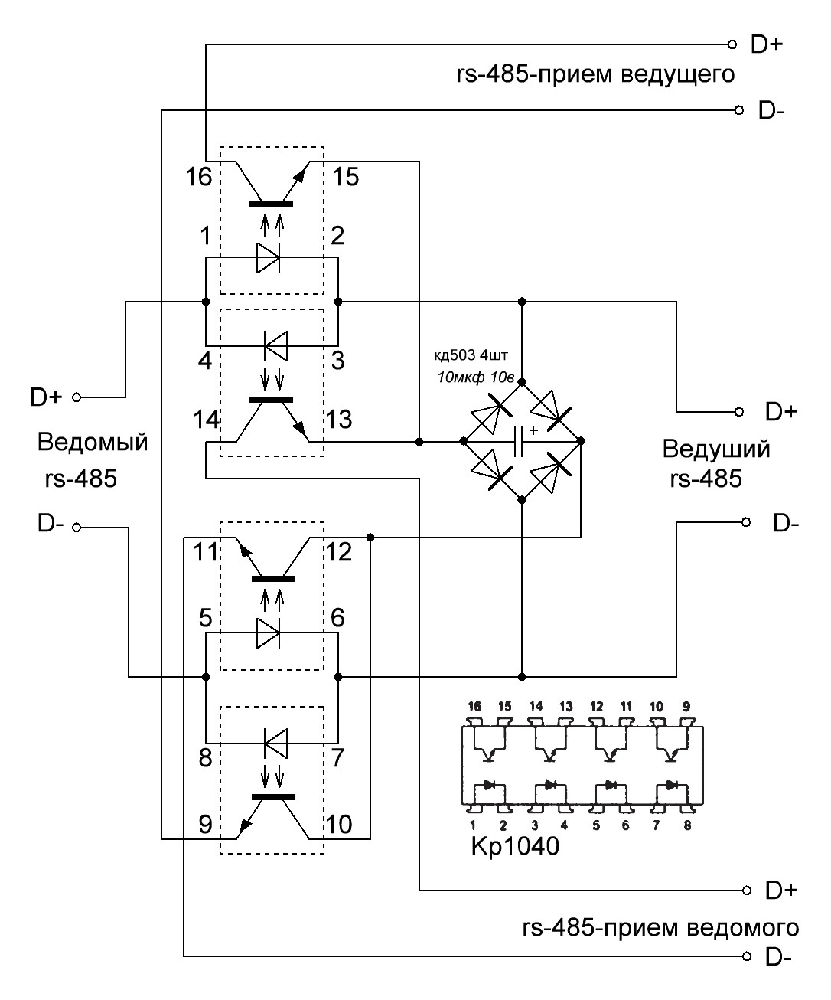 D+
rs-485-прием ведущего
D-
16
15
1
2
4
3
кд503 4шт
10мкф 10в
D+
14
13
+
D+
Ведомый
rs-485
Ведуший
rs-485
D-
D-
11
12
5
6
16 15 14 13 12 11 10 9
8
7
1 2 3 4 5 6 7 8
9
10
Kp1040
D+
rs-485-прием ведомого
D-